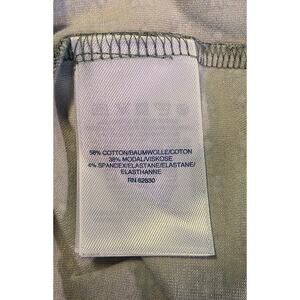 58% COTTON/BAUMWOLLE/COTON
38% MODAL/VISKOSE
4% SPANDEX/ELASTANE/ELASTANE/
ELASTHANNE
RN 62830